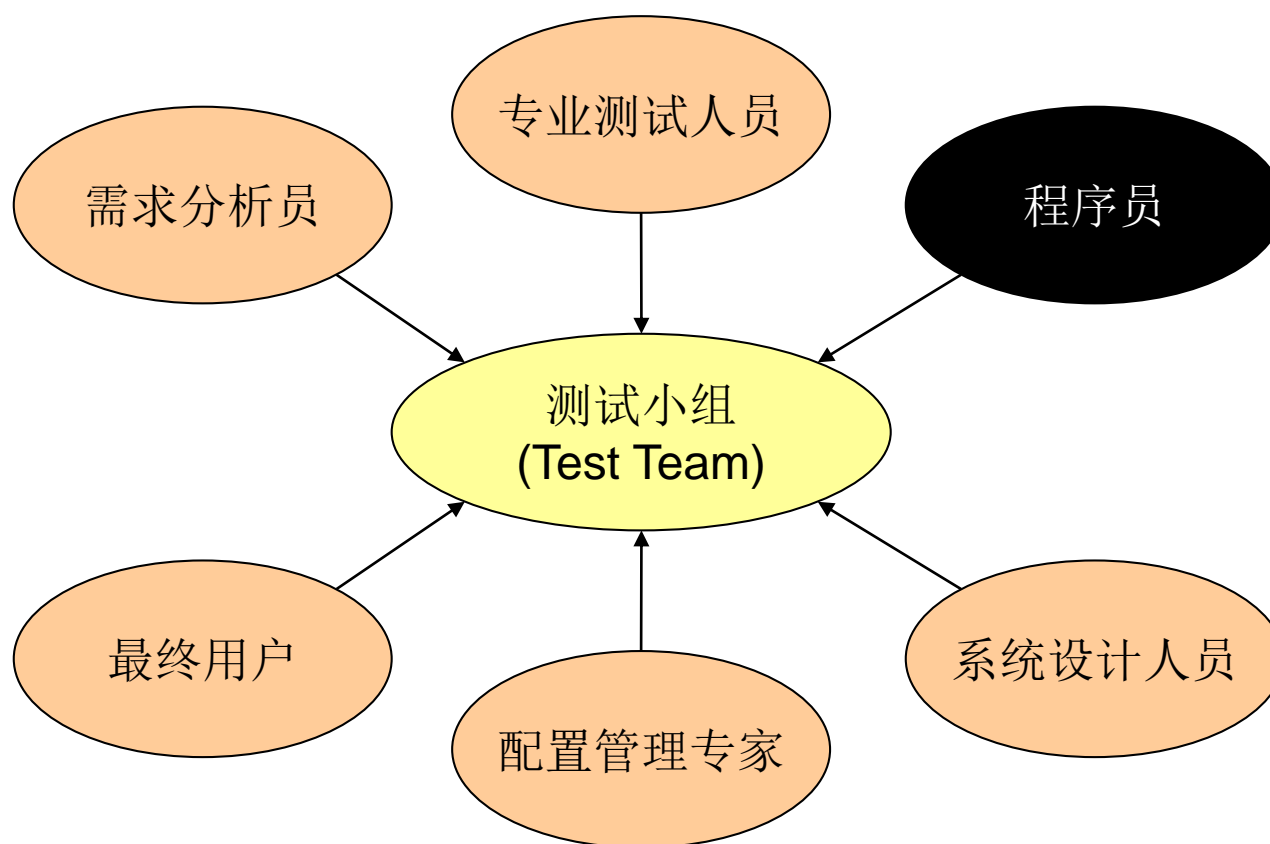 专业测试人员
需求分析员
程序员
测试小组
(Test Team)
最终用户
系统设计人员
配置管理专家